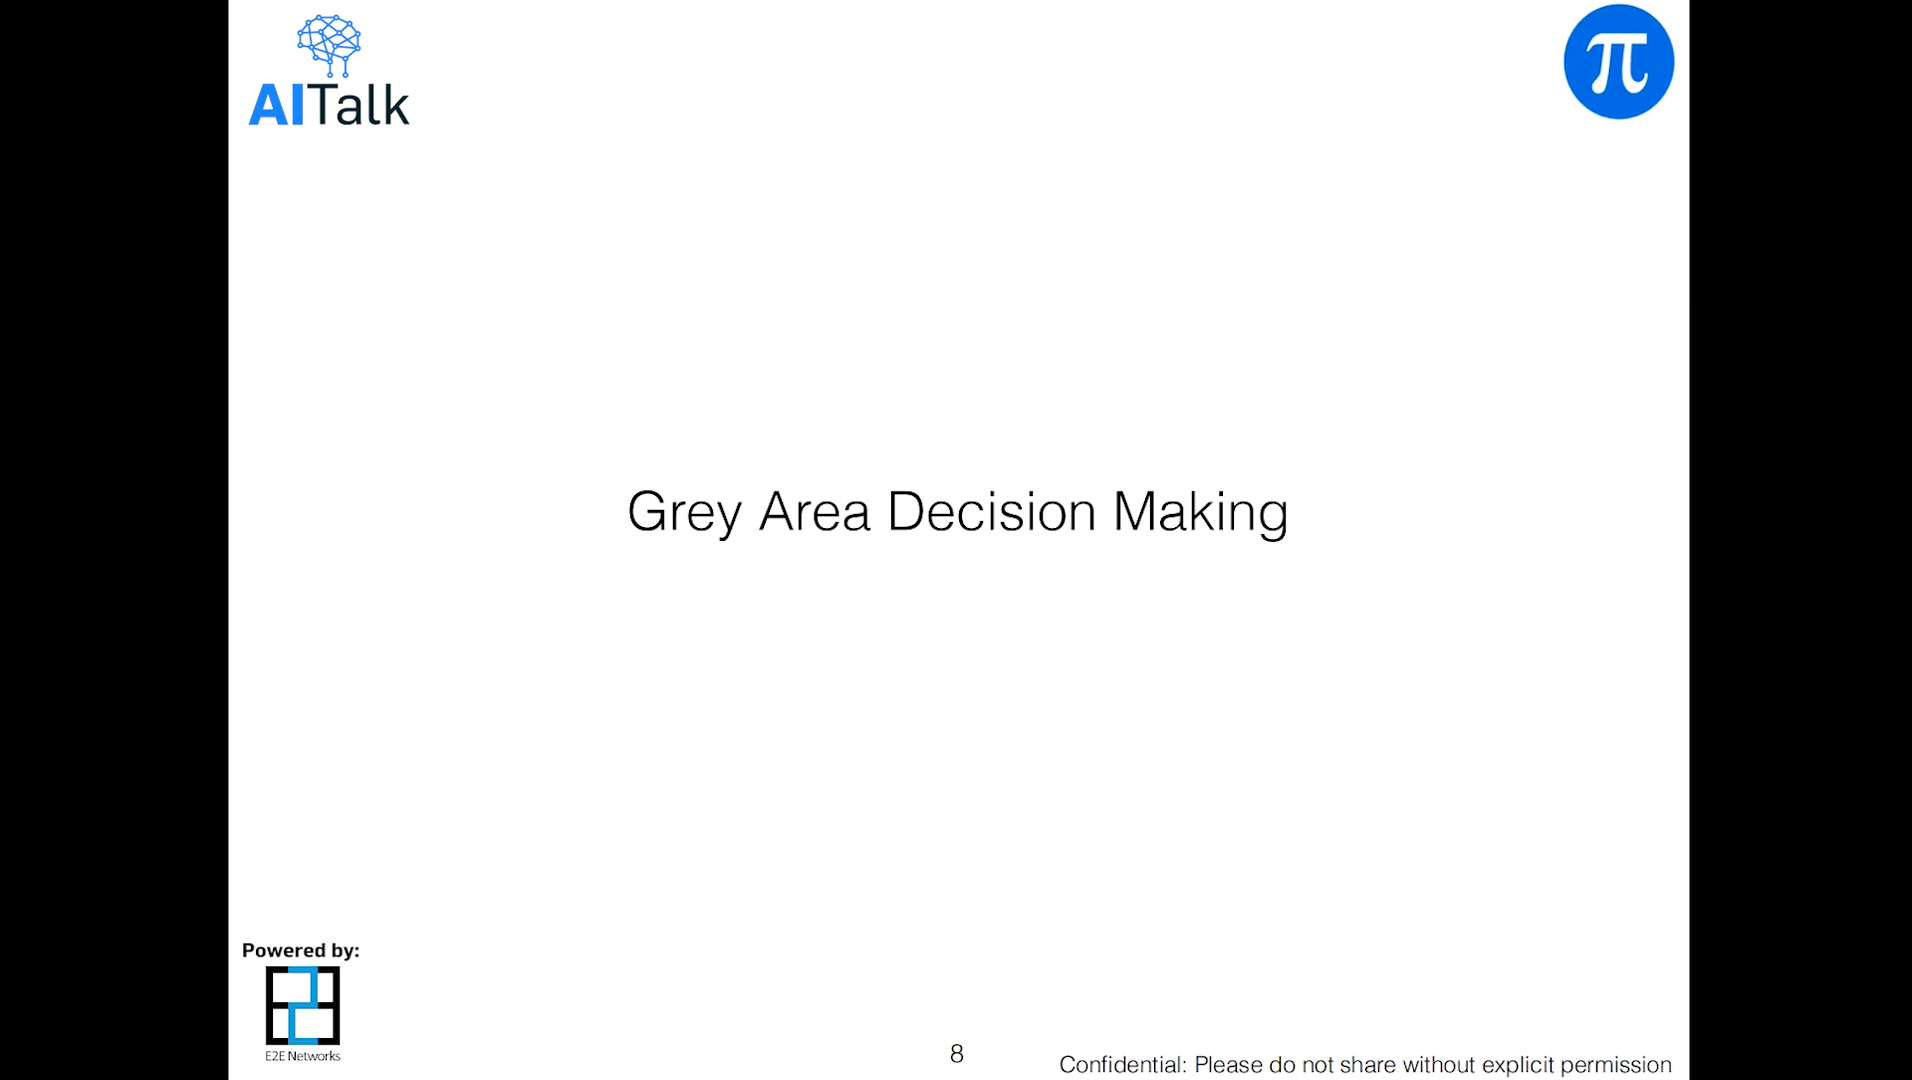 AITalk
π
Grey Area Decision Making
Powered by:
E2E Networks
8
Confidential: Please do not share without explicit permission